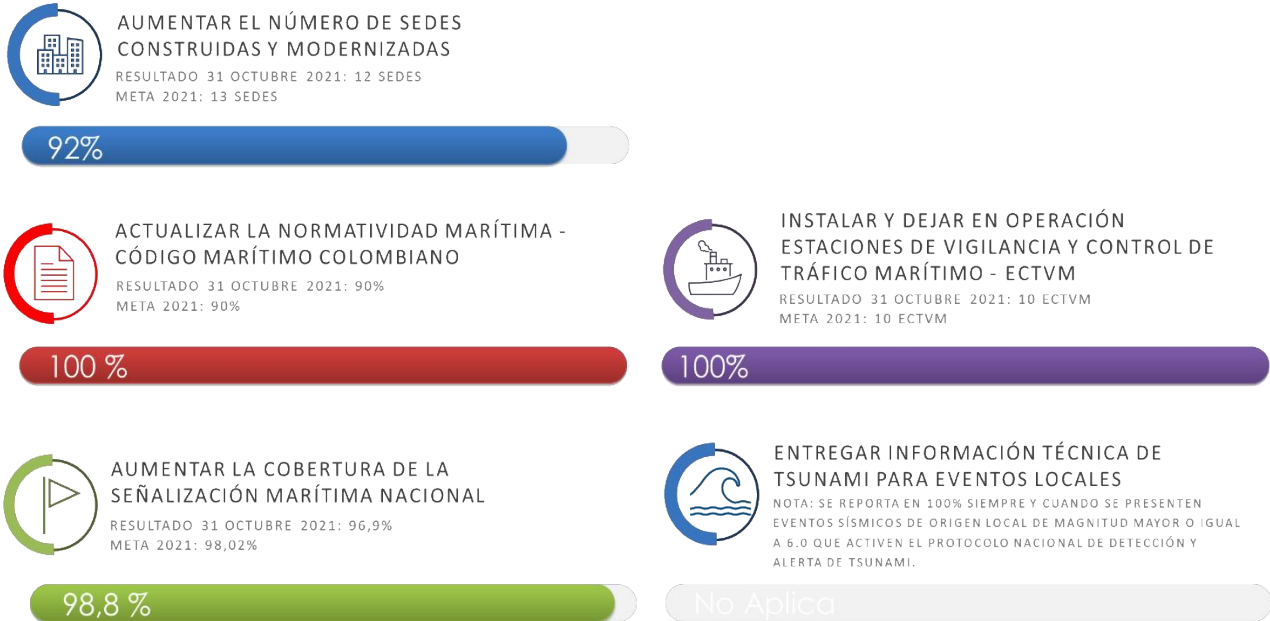 AUMENTAR EL NÚMERO DE SEDES
CONSTRUIDAS Y MODERNIZADAS
RESULTADO 31 OCTUBRE 2021: 12 SEDES
META 2021: 13 SEDES
92%
ACTUALIZAR LA NORMATIVIDAD MARÍTIMA -
CÓDIGO MARÍTIMO COLOMBIANO
RESULTADO 31 OCTUBRE 2021: 90%
META 2021: 90%
100 %
INSTALAR Y DEJAR EN OPERACIÓN
ESTACIONES DE VIGILANCIA Y CONTROL DE
TRÁFICO MARÍTIMO - ECTVM
RESULTADO 31 OCTUBRE 2021: 10 ECTVM
META 2021: 10 ECTVM
100%
AUMENTAR LA COBERTURA DE LA
SEÑALIZACIÓN MARÍTIMA NACIONAL
RESULTADO 31 OCTUBRE 2021: 96,9%
META 2021: 98,02%
98,8 %
ENTREGAR INFORMACIÓN TÉCNICA DE
TSUNAMI PARA EVENTOS LOCALES
NOTA: SE REPORTA EN 100% SIEMPRE Y CUANDO SE PRESENTEN
EVENTOS SÍSMICOS DE ORIGEN LOCAL DE MAGNITUD MAYOR O IGUAL
A 6.0 QUE ACTIVEN EL PROTOCOLO NACIONAL DE DETECCIÓN Y
ALERTA DE TSUNAMI.
No Aplica